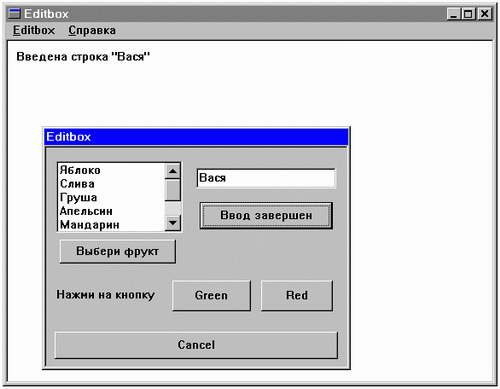 Editbox
Editbox Справка
Введена строка "Вася"
Editbox
Яблоко
Слива
Груша
Апельсин
Мандарин
Вася
Ввод завершен
Выбери фрукт
Нажми на кнопку Green Red
Cancel